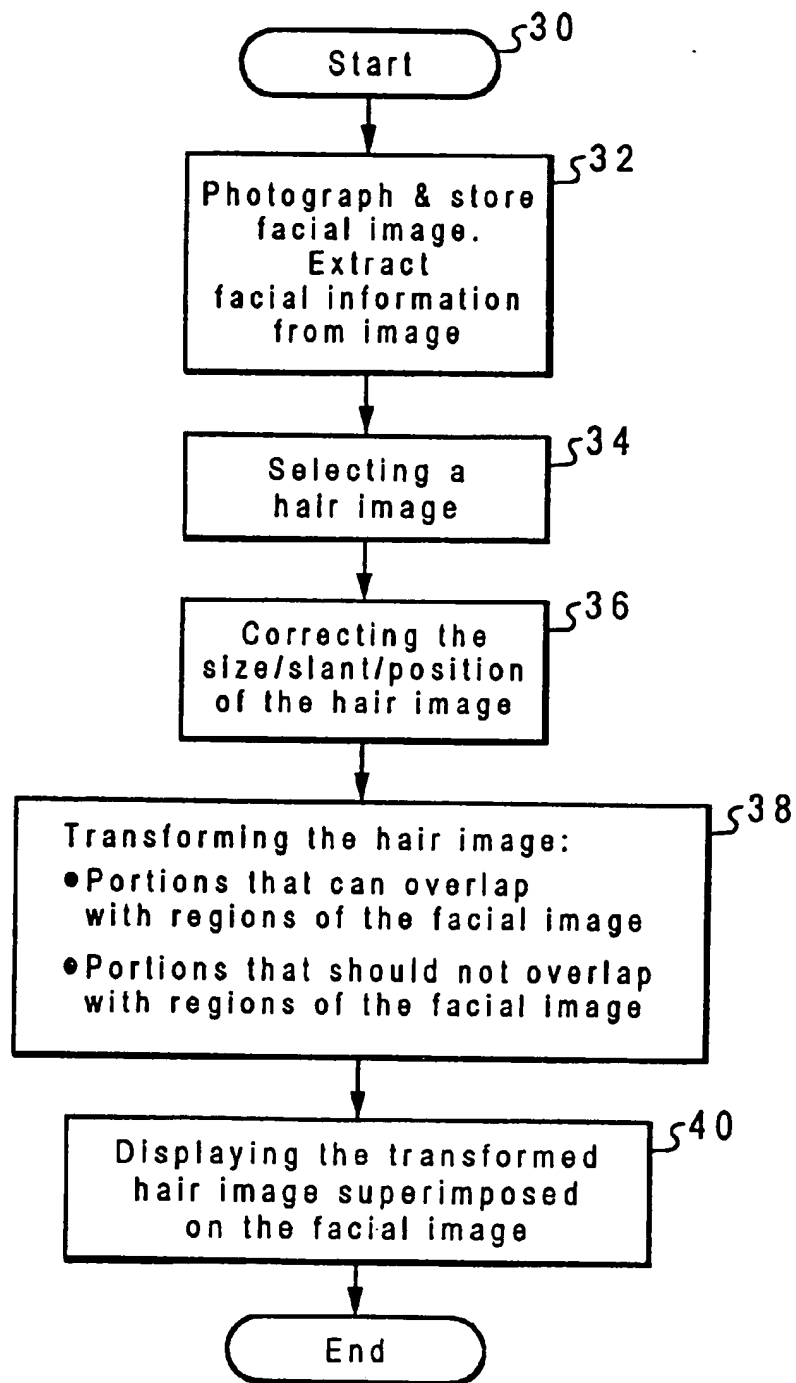 30
Start
32
Photograph & store
facial image.
Extract
facial information
from image
34
Selecting a
hair image
36
Correcting the
size/slant/position
of the hair image
38
Transforming the hair image:
●Portions that can overlap
with regions of the facial image
●Portions that should not overlap
with regions of the facial image
40
Displaying the transformed
hair image superimposed
on the facial image
End